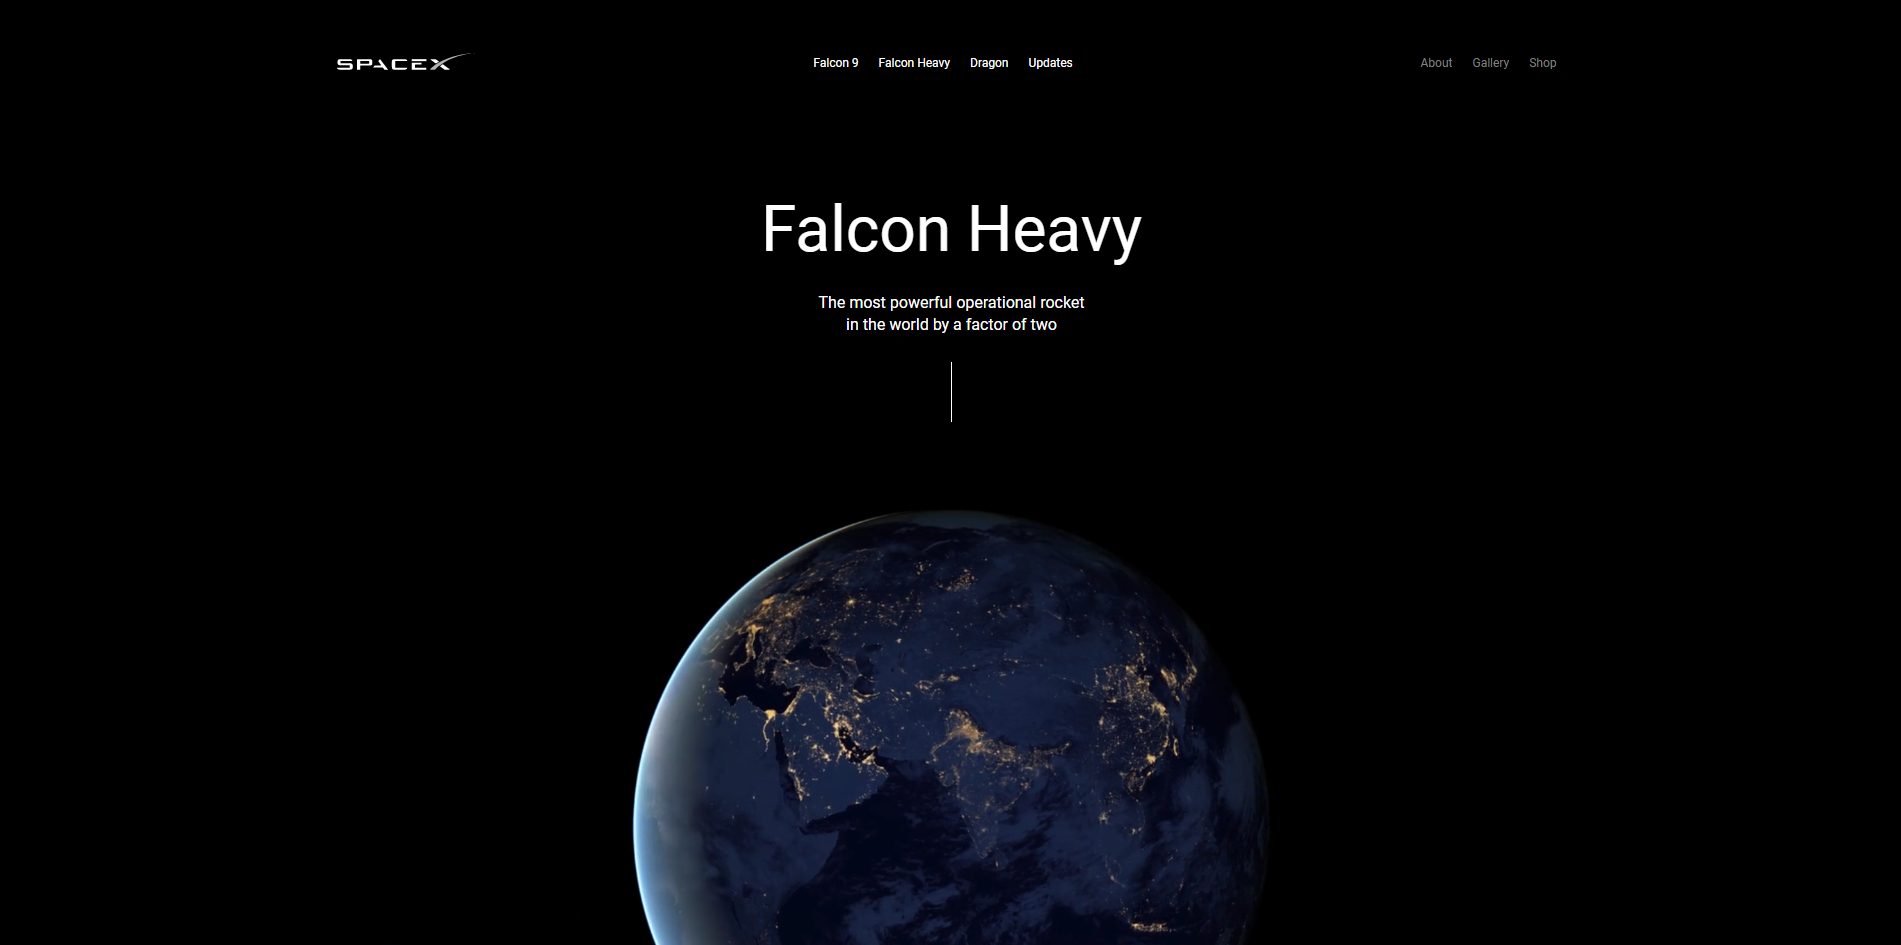 SPACEX
Falcon 9 Falcon Heavy Dragon Updates
About Gallery Shop
Falcon Heavy
The most powerful operational rocket
in the world by a factor of two